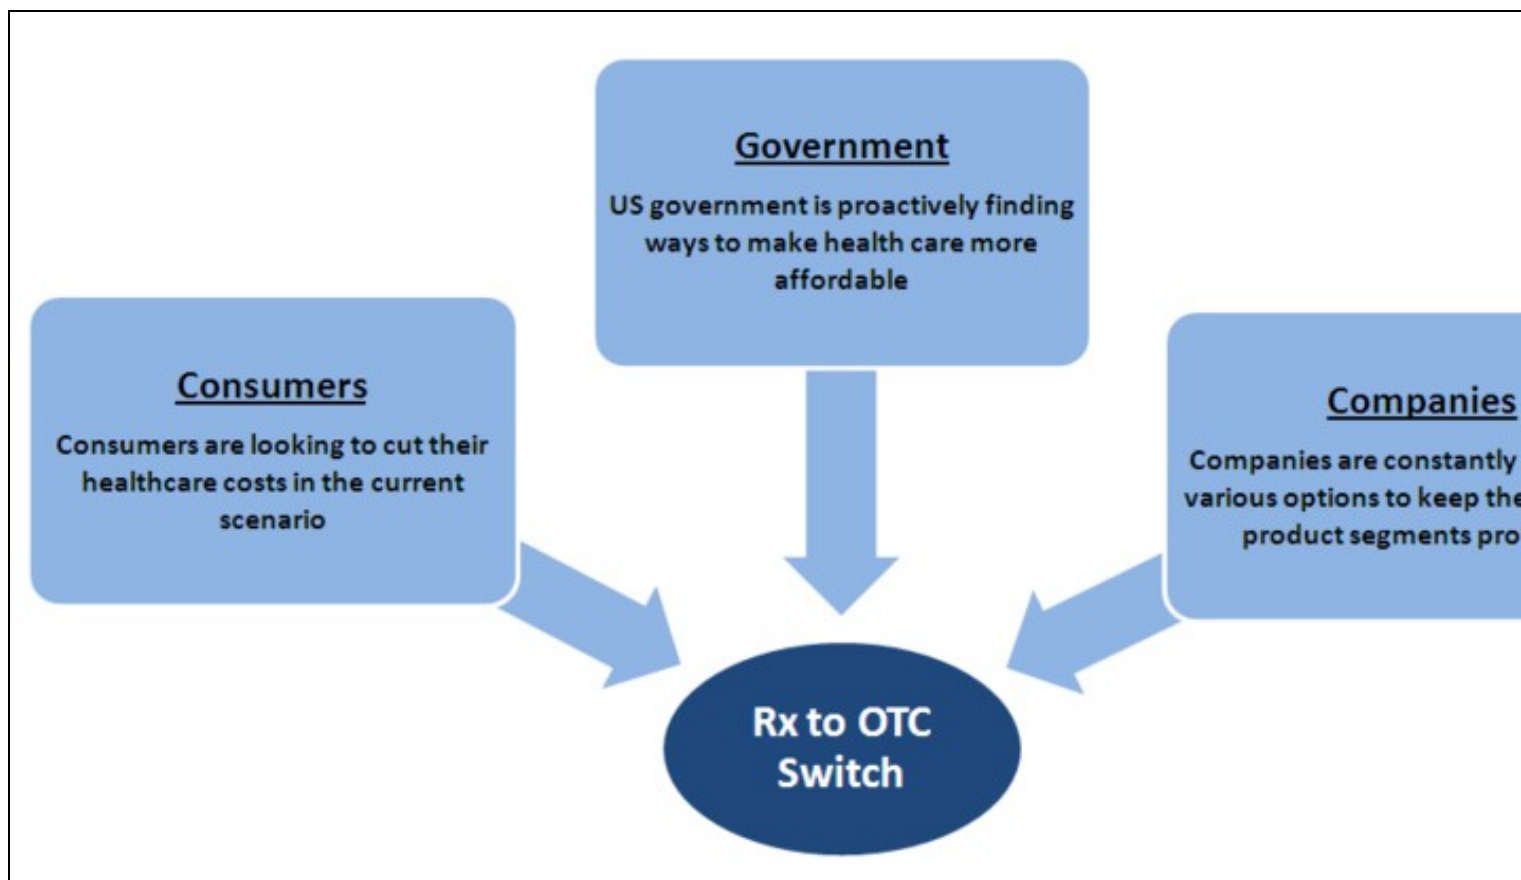 Government
US government is proactively finding
ways to make health care more
affordable
Consumers
Consumers are looking to cut their
healthcare costs in the current
scenario
Companies
Companies are constantly
various options to keep
product segments
Rx to OTC
Switch